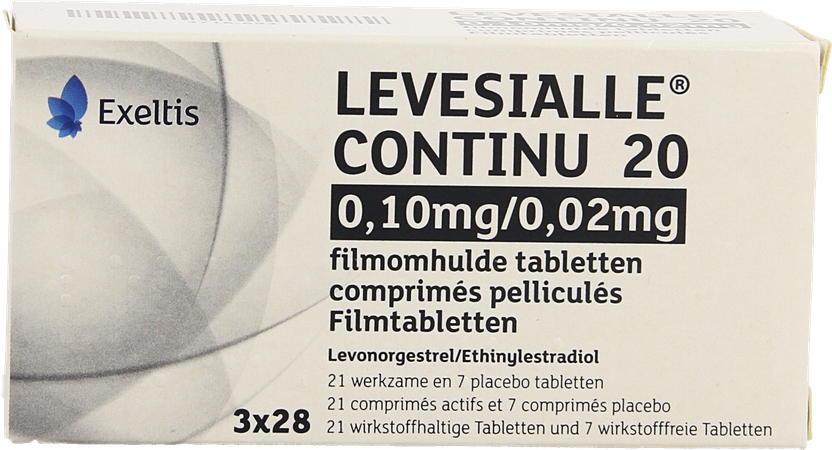 Exeltis
LEVESIALLE®
CONTINU 20
0,10mg/0,02mg
filmomhulde tabletten
comprimés pelliculés
Filmtabletten
Levonorgestrel/Ethinylestradiol
21 werkzame en 7 placebo tabletten
21 comprimés actifs et 7 comprimés placebo
3x28 21 wirkstoffhaltige Tabletten und 7 wirkstofffreie Tabletten